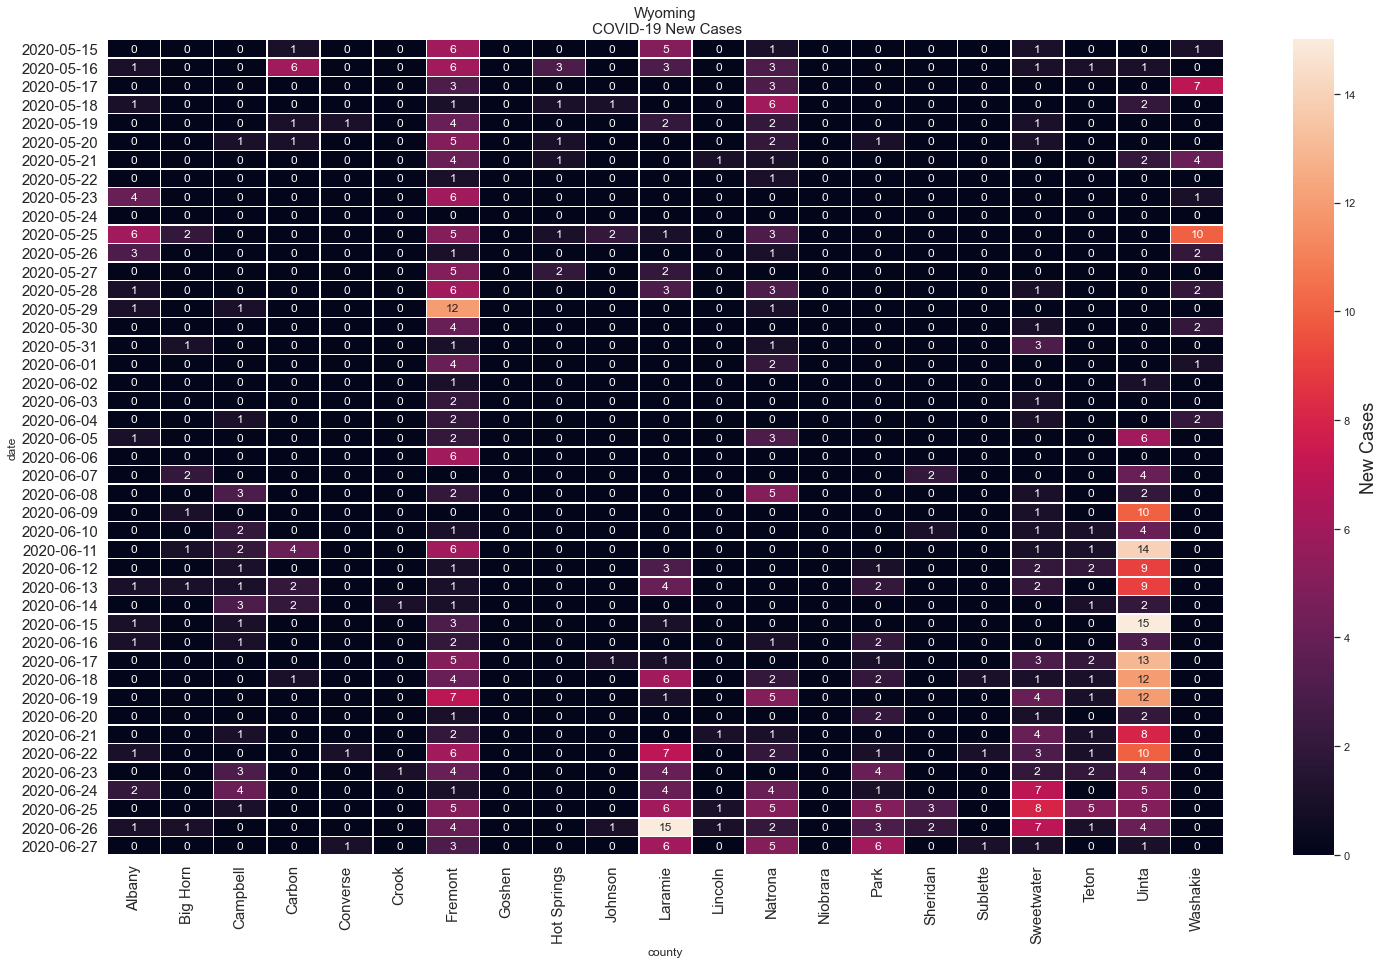 Wyoming
COVID-19 New Cases
2020-05-15 0 0 0 1 0 0 6 0 0 0 5 0 1 0 0 0 0 1 0 0 1
2020-05-16 1 0 0 6 0 0 6 0 3 0 3 0 3 0 0 0 0 1 1 1 0
2020-05-17 0 0 0 0 0 0 3 0 0 0 0 0 3 0 0 0 0 0 0 0 7
2020-05-18 1 0 0 0 0 0 1 0 1 1 0 0 6 0 0 0 0 0 0 2 0
2020-05-19 0 0 0 1 1 0 4 0 0 0 2 0 2 0 0 0 0 1 0 0 0
2020-05-20 0 0 1 1 0 0 5 0 1 0 0 0 2 0 1 0 0 1 0 0 0
2020-05-21 0 0 0 0 0 0 4 0 1 0 0 1 1 0 0 0 0 0 0 2 4
2020-05-22 0 0 0 0 0 0 1 0 0 0 0 0 1 0 0 0 0 0 0 0 0
2020-05-23 4 0 0 0 0 0 6 0 0 0 0 0 0 0 0 0 0 0 0 0 1
2020-05-24 0 0 0 0 0 0 0 0 0 0 0 0 0 0 0 0 0 0 0 0 0
2020-05-25 6 2 0 0 0 0 5 0 1 2 1 0 3 0 0 0 0 0 0 0 10
2020-05-26 3 0 0 0 0 0 1 0 0 0 0 0 1 0 0 0 0 0 0 0 2
2020-05-27 0 0 0 0 0 0 5 0 2 0 2 0 0 0 0 0 0 0 0 0 0
2020-05-28 1 0 0 0 0 0 6 0 0 0 3 0 3 0 0 0 0 1 0 0 2
2020-05-29 1 0 1 0 0 0 12 0 0 0 0 0 1 0 0 0 0 0 0 0 0
2020-05-30 0 0 0 0 0 0 4 0 0 0 0 0 0 0 0 0 0 1 0 0 2
2020-05-31 0 1 0 0 0 0 1 0 0 0 0 0 1 0 0 0 0 3 0 0 0
2020-06-01 0 0 0 0 0 0 4 0 0 0 0 0 2 0 0 0 0 0 0 0 1
2020-06-02 0 0 0 0 0 0 1 0 0 0 0 0 0 0 0 0 0 0 0 1 0
2020-06-03 0 0 0 0 0 0 2 0 0 0 0 0 0 0 0 0 0 1 0 0 0
2020-06-04 0 0 1 0 0 0 2 0 0 0 0 0 0 0 0 0 0 1 0 0 2
2020-06-05 1 0 0 0 0 0 2 0 0 0 0 0 3 0 0 0 0 0 0 6 0
2020-06-06 0 0 0 0 0 0 6 0 0 0 0 0 0 0 0 0 0 0 0 0 0
2020-06-07 0 2 0 0 0 0 0 0 0 0 0 0 0 0 0 2 0 0 0 4 0
2020-06-08 0 0 3 0 0 0 2 0 0 0 0 0 5 0 0 0 0 1 0 2 0
2020-06-09 0 1 0 0 0 0 0 0 0 0 0 0 0 0 0 0 0 1 0 10 0
2020-06-10 0 0 2 0 0 0 1 0 0 0 0 0 0 0 0 1 0 1 1 4 0
2020-06-11 0 1 2 4 0 0 6 0 0 0 0 0 0 0 0 0 0 1 1 14 0
2020-06-12 0 0 1 0 0 0 1 0 0 0 3 0 0 0 1 0 0 2 2 9 0
2020-06-13 1 1 1 2 0 0 1 0 0 0 4 0 0 0 2 0 0 2 0 9 0
2020-06-14 0 0 3 2 0 1 1 0 0 0 0 0 0 0 0 0 0 0 1 2 0
2020-06-15 1 0 1 0 0 0 3 0 0 0 1 0 0 0 0 0 0 0 0 15 0
2020-06-16 1 0 1 0 0 0 2 0 0 0 0 0 1 0 2 0 0 0 0 3 0
2020-06-17 0 0 0 0 0 0 5 0 0 1 1 0 0 0 1 0 0 3 2 13 0
2020-06-18 0 0 0 1 0 0 4 0 0 0 6 0 2 0 2 0 1 1 1 12 0
2020-06-19 0 0 0 0 0 0 7 0 0 0 1 0 5 0 0 0 0 4 1 12 0
2020-06-20 0 0 0 0 0 0 1 0 0 0 0 0 0 0 2 0 0 1 0 2 0
2020-06-21 0 0 1 0 0 0 2 0 0 0 0 1 1 0 0 0 0 4 1 8 0
2020-06-22 1 0 0 0 1 0 6 0 0 0 7 0 2 0 1 0 1 3 1 10 0
2020-06-23 0 0 3 0 0 1 4 0 0 0 4 0 0 0 4 0 0 2 2 4 0
2020-06-24 2 0 4 0 0 0 1 0 0 0 4 0 4 0 1 0 0 7 0 5 0
2020-06-25 0 0 1 0 0 0 5 0 0 0 6 1 5 0 5 3 0 8 5 5 0
2020-06-26 1 1 0 0 0 0 4 0 0 1 15 1 2 0 3 2 0 7 1 4 0
2020-06-27 0 0 0 0 1 0 3 0 0 0 6 0 5 0 6 0 1 1 0 1 0
date
Albany Big Horn Campbell Carbon Converse Crook Fremont Goshen Hot Springs Johnson Laramie Lincoln Natrona Niobrara Park Sheridan Sublette Sweetwater Teton Uinta Washakie
county
14
12
10
8
6
4
2
0
New Cases